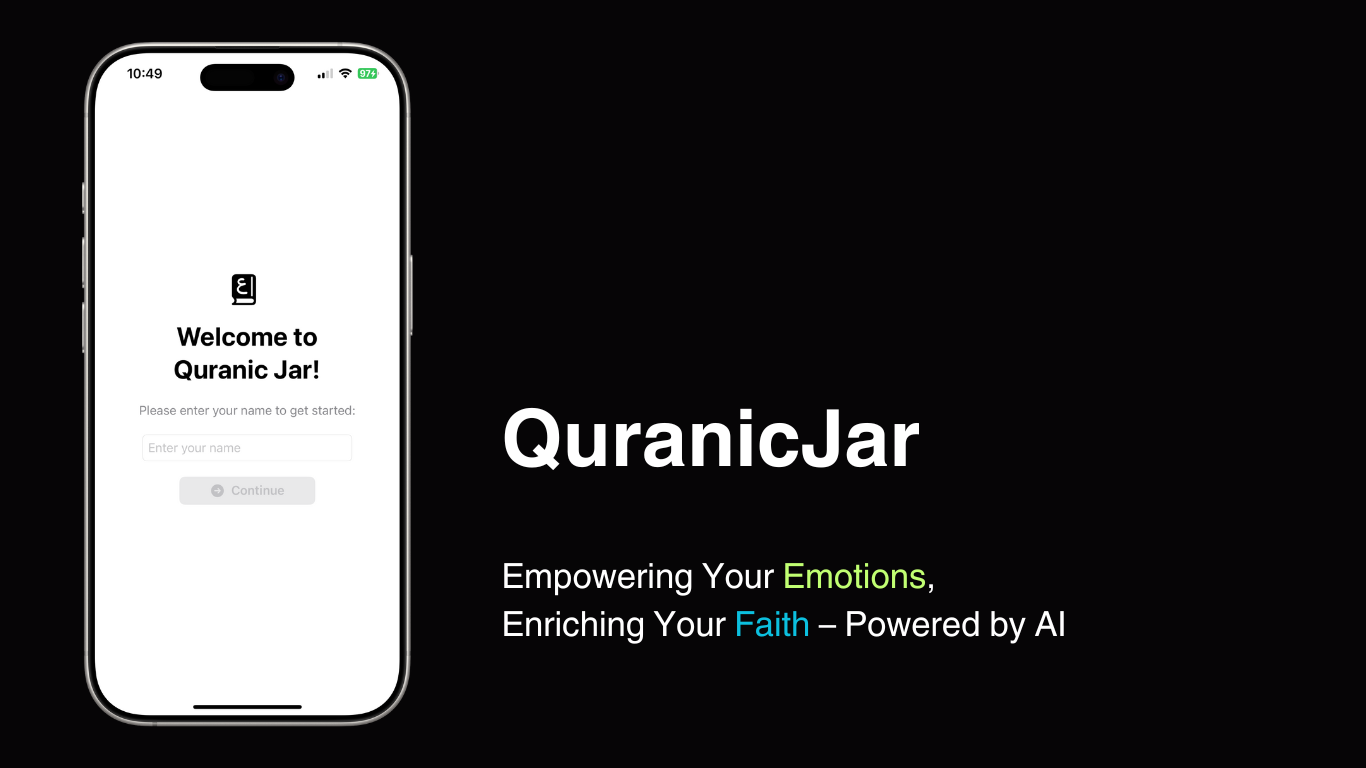 10:49
97
ع
Welcome to
Quranic Jar!
Please enter your name to get started:
Enter your name
Continue
QuranicJar
Empowering Your Emotions,
Enriching Your Faith – Powered by AI